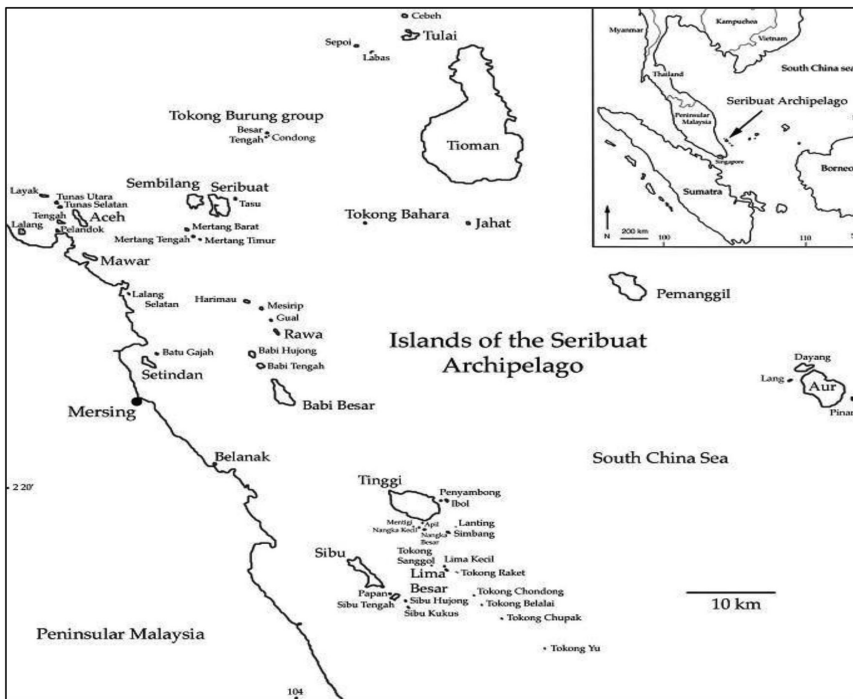 Cebeh
Tulai
Sepoi
Labas
Tokong Burung group
Besar
Tengah
Condong
Tioman
Layak
Tunas Utara
Tunas Selatan
Tengah
Aceh
Lalang
Pelandok
Mawar
Sembilang
Seribuat
Tasu
Mertang Barat
Mertang Tengah
Mertang Timur
Tokong Bahara
Jahat
Lalang
Selatan
Harimau
Mesirip
Gual
Rawa
Batu Gajah
Setindan
Babi Hujong
Babi Tengah
Babi Besar
Mersing
Belanak
Islands of the Seribuat
Archipelago
Pemanggil
Dayang
Lang
Aur
Pinang
South China Sea
2 20'
Tinggi
Penyambong
Ibol
Mentigi
Apil
Nangka Kecil
Nangka
Besar
Lanting
Simbang
Sibu
Tokong
Sanggol
Lima Kecil
Lima
Besar
Tokong Raket
Papan
Sibu Tengah
Sibu Hujong
Sibu Kukus
Tokong Chondong
Tokong Belalai
Tokong Chupak
Tokong Yu
10 km
Peninsular Malaysia
104
Myanmar
Kampuchea
Vietnam
Thailand
South China sea
Seribuat Archipelago
Peninsular
Malaysia
Singapore
Sumatra
Borneo
N
200 km
100
110